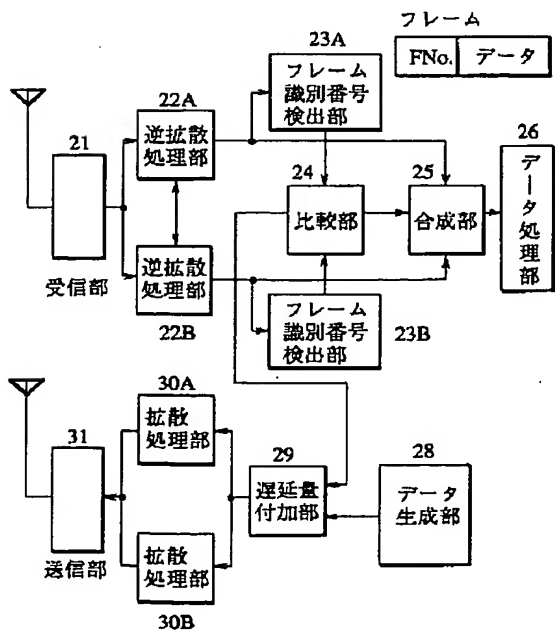 フレーム
FNo. データ
23A
フレーム
識別番号
検出部
22A
逆拡散
処理部
21
受信部
24
比較部
25
合成部
26
データ処理部
逆拡散
処理部
22B
フレーム
識別番号
検出部
23B
30A
拡散
処理部
31
送信部
29
遅延量
付加部
28
データ
生成部
拡散
処理部
30B